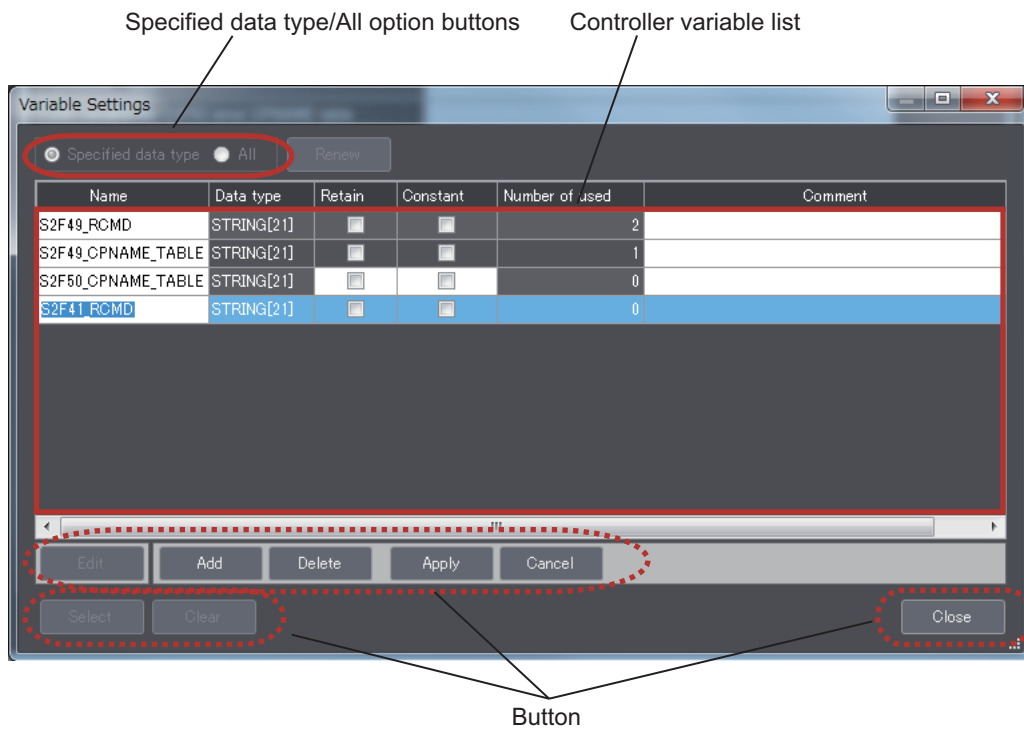 Specified data type/All option buttons Controller variable list
Variable Settings
Specified data type All Renew
Name Data type Retain Constant Number of used Comment
S2F49_RCMD STRING[21] 2
S2F49_CPNAME_TABLE STRING[21] 1
S2F50_CPNAME_TABLE STRING[21] 0
S2F41_RCMD STRING[21] 0
Edit Add Delete Apply Cancel
Select Clear Close
Button